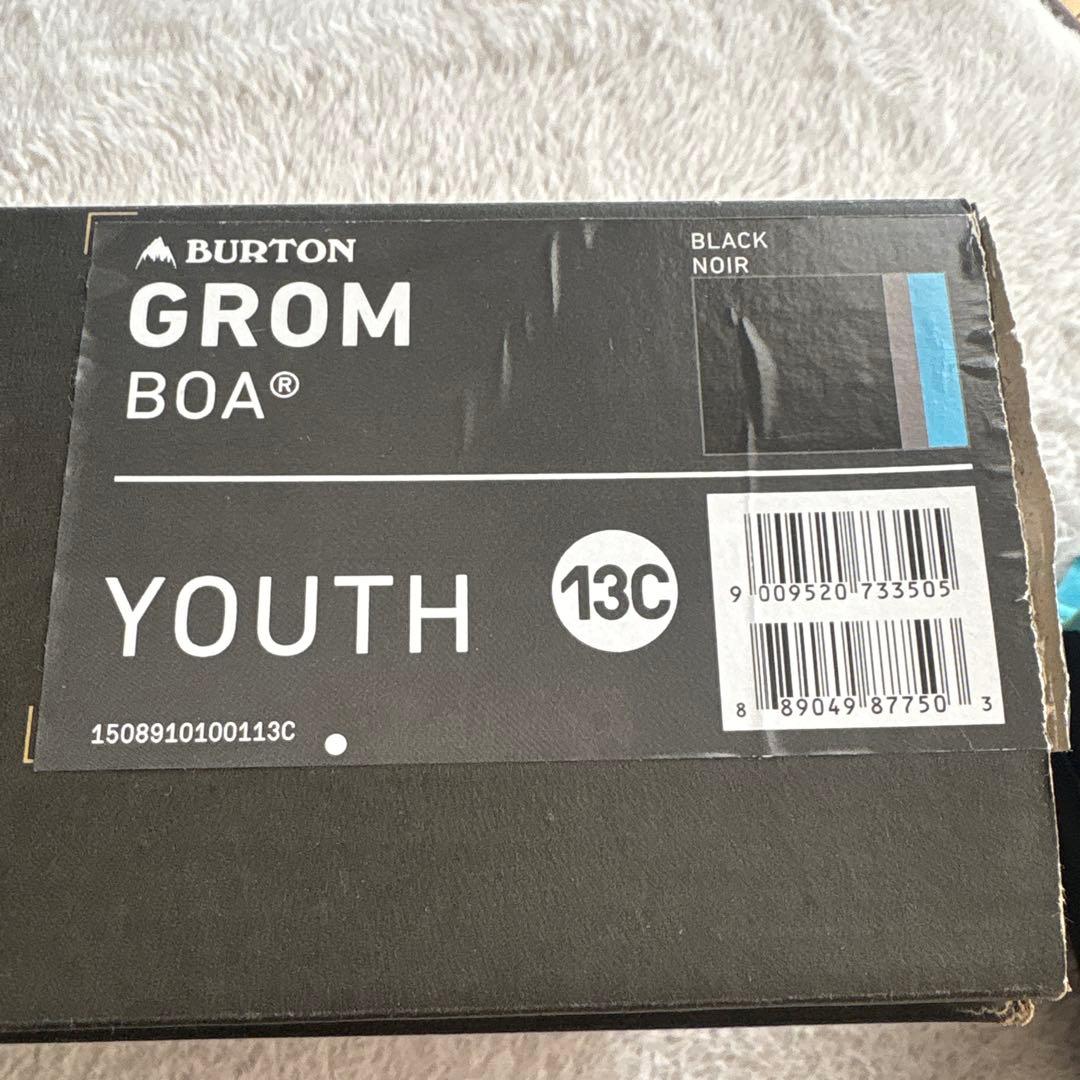 BURTON
GROM
BOA®
BLACK
NOIR
YOUTH
13C
9 009520 733505
8 89049 87750 3
1508910100113C